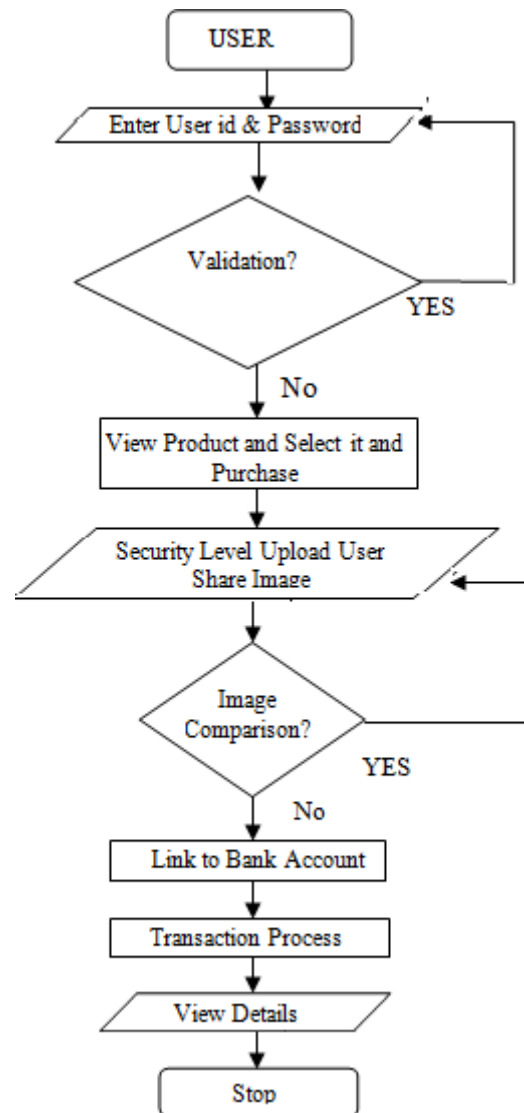 USER
Enter User id & Password
Validation?
YES
No
View Product and Select it and
Purchase
Security Level Upload User
Share Image
Image
Comparison?
YES
No
Link to Bank Account
Transaction Process
View Details
Stop